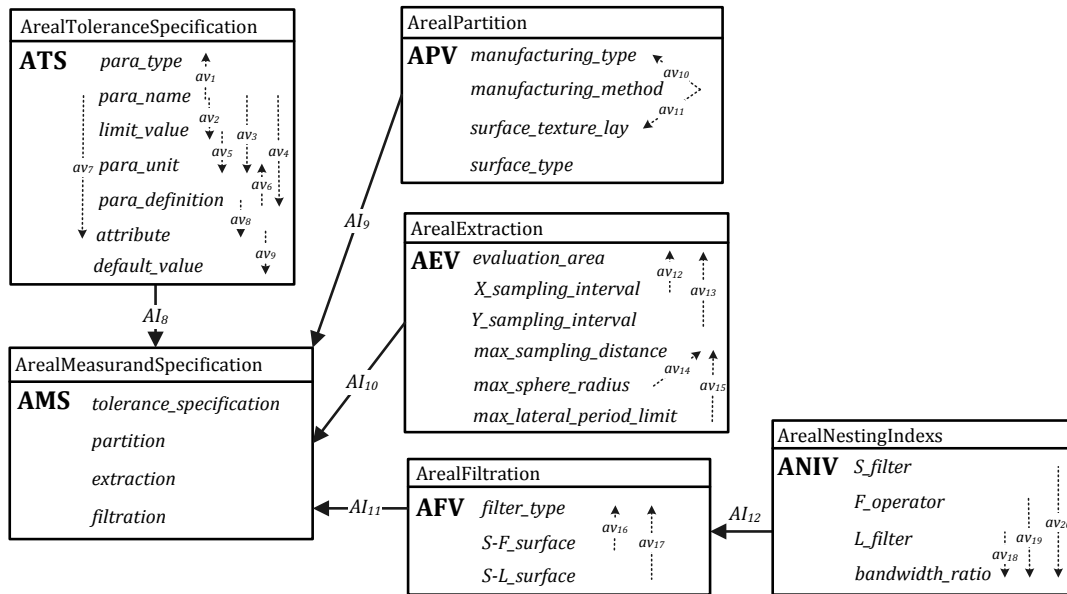 ArealToleranceSpecification
ATS para_type
av1
para_name
av2
limit_value
av3
av4
av5
para_unit
av7
av6
para_definition
av8
attribute
av9
default_value
AI8
ArealPartition
APV manufacturing_type
av10
manufacturing_method
av11
surface_texture_lay
surface_type
AI9
ArealExtraction
AEV evaluation_area
av12
X_sampling_interval
av13
Y_sampling_interval
max_sampling_distance
av14
max_sphere_radius
av15
max_lateral_period_limit
AI10
ArealMeasurandSpecification
AMS tolerance_specification
partition
extraction
filtration
AI11
ArealFiltration
AFV filter_type
av16
S-F_surface
av17
S-L_surface
AI12
ArealNestingIndexs
ANIV S_filter
F_operator
av20
av19
L_filter
av18
bandwidth_ratio